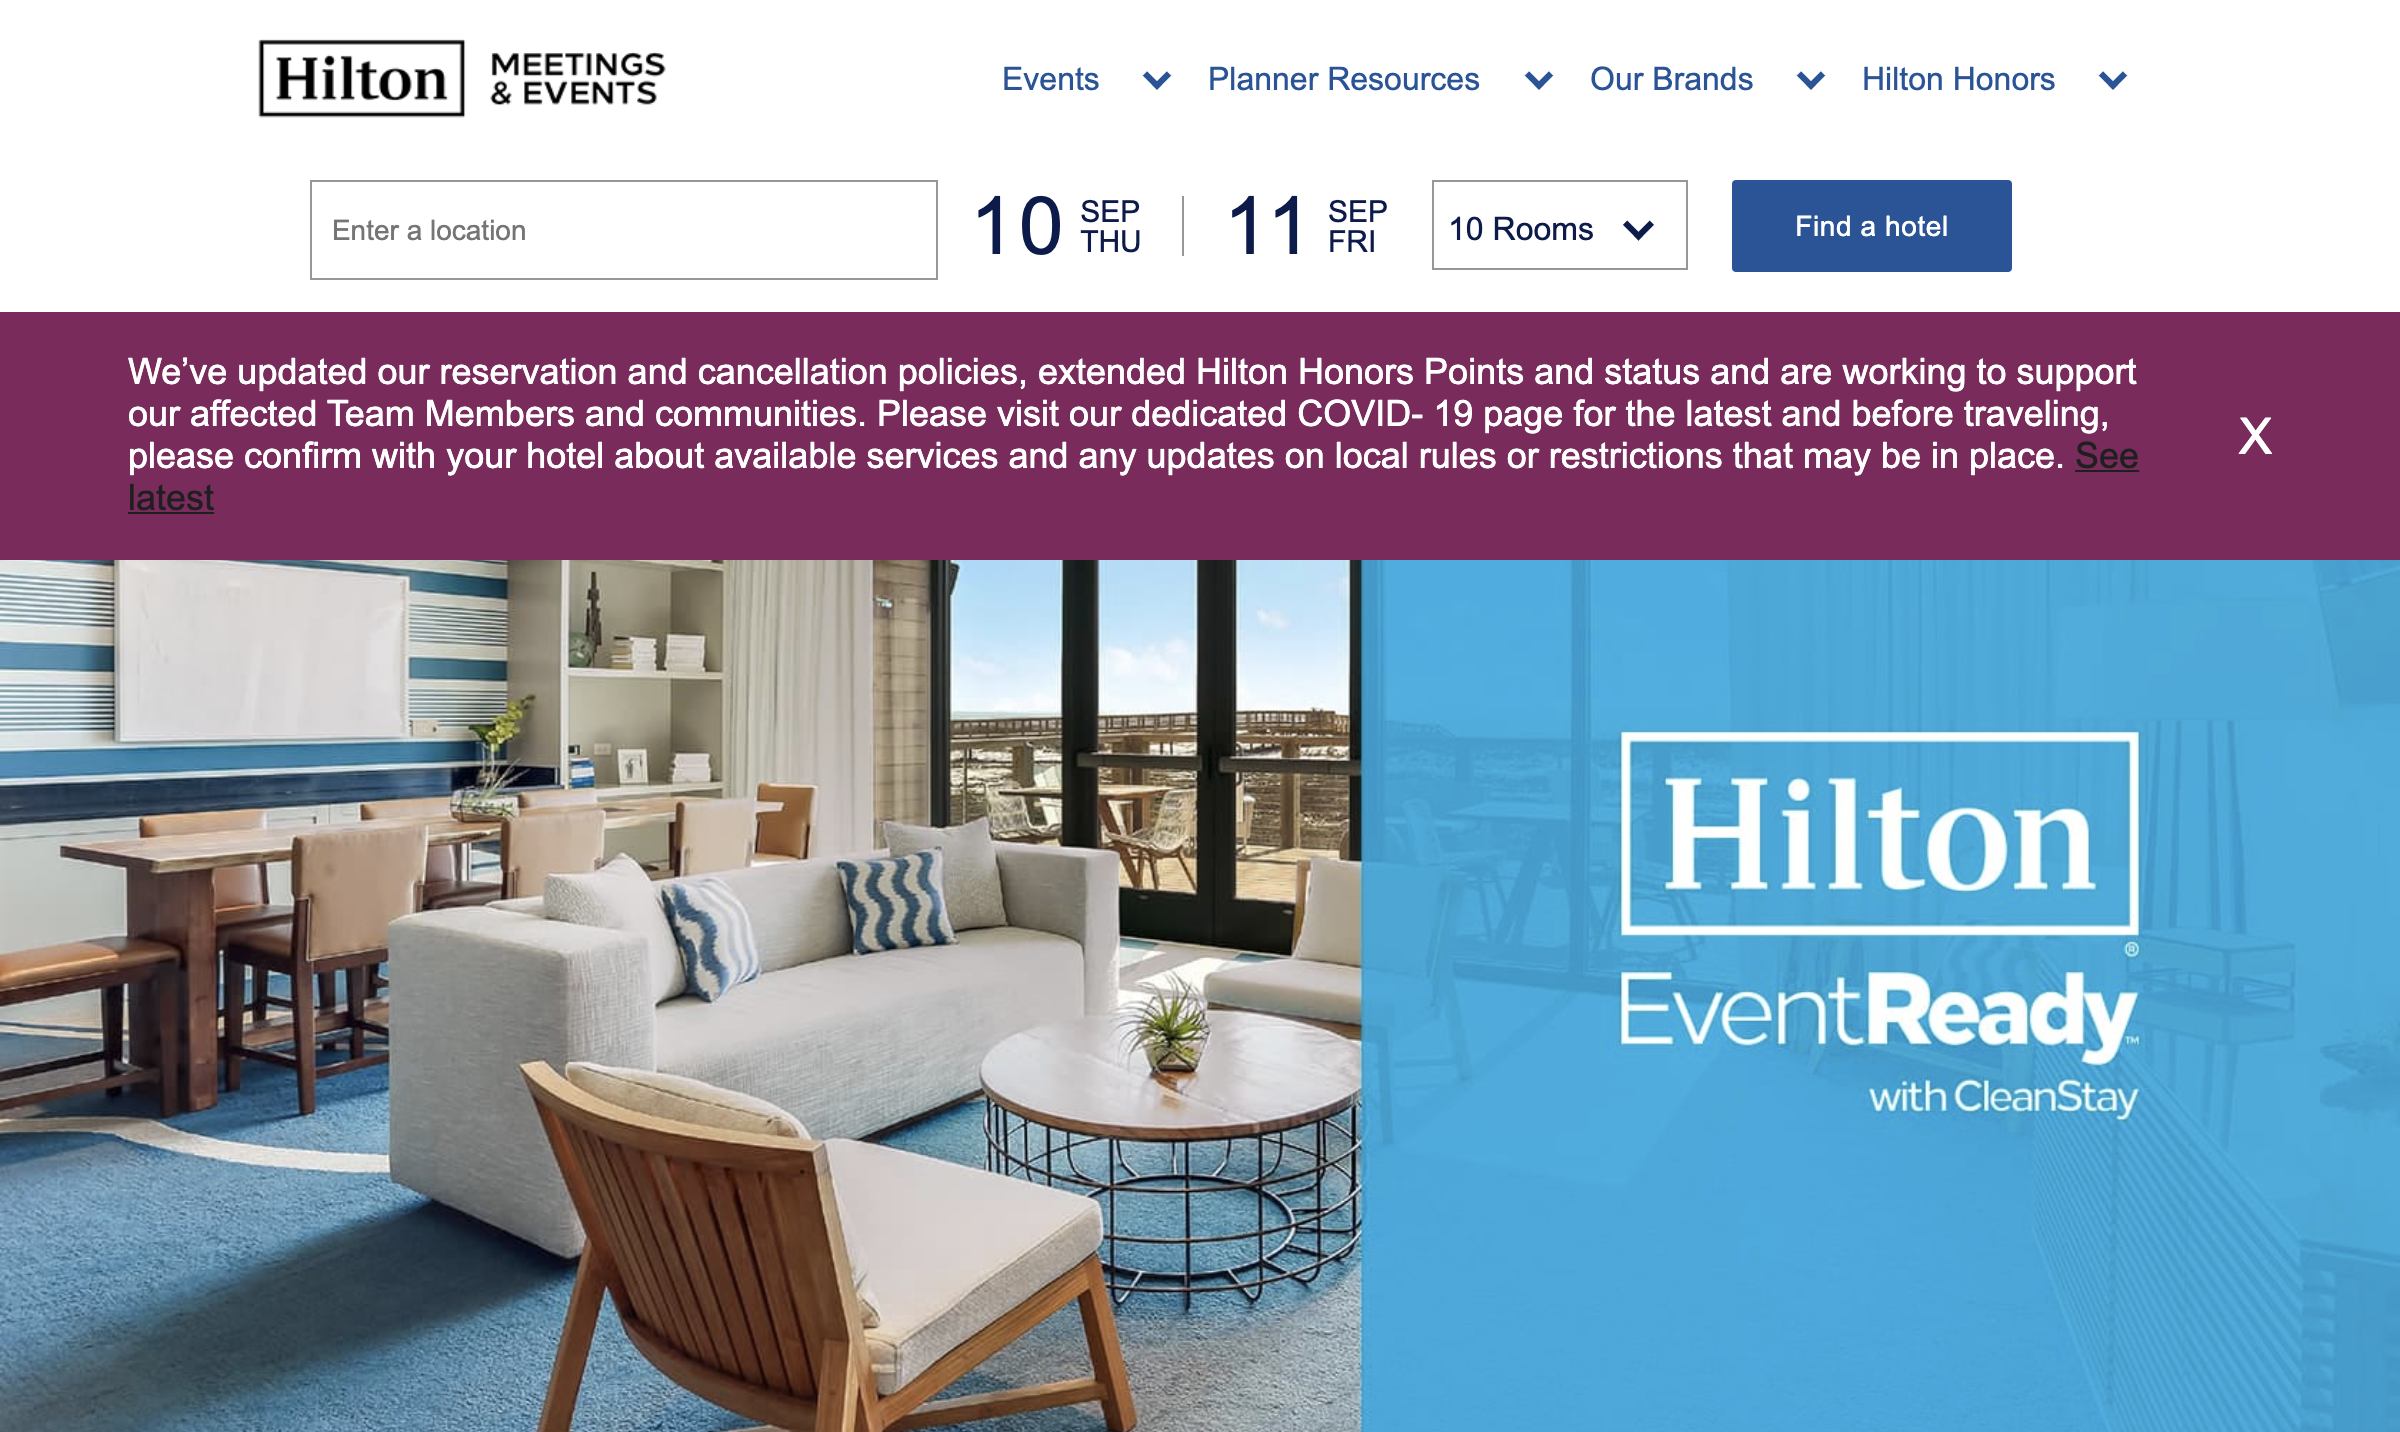 Hilton
MEETINGS
& EVENTS
Events
Planner Resources
Our Brands
Hilton Honors
Enter a location
10 SEP THU
11 SEP FRI
10 Rooms
Find a hotel
We’ve updated our reservation and cancellation policies, extended Hilton Honors Points and status and are working to support
our affected Team Members and communities. Please visit our dedicated COVID- 19 page for the latest and before traveling,
please confirm with your hotel about available services and any updates on local rules or restrictions that may be in place. See
latest
X
Hilton
®
EventReady™
with CleanStay